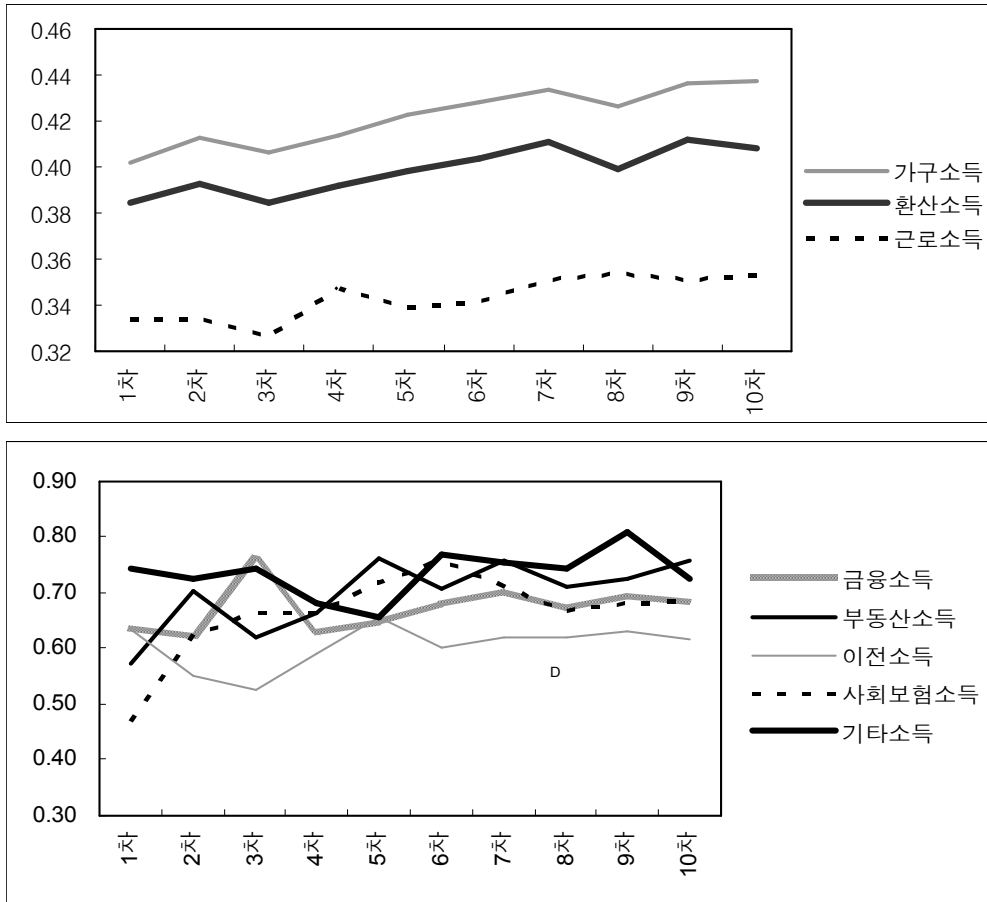 0.46
0.44
0.42
0.40
0.38
0.36
0.34
0.32
1차
2차
3차
4차
5차
6차
7차
8차
9차
10차
가구소득
환산소득
근로소득
0.90
0.80
0.70
0.60
0.50
0.40
0.30
D
1차
2차
3차
4차
5차
6차
7차
8차
9차
10차
금융소득
부동산소득
이전소득
사회보험소득
기타소득